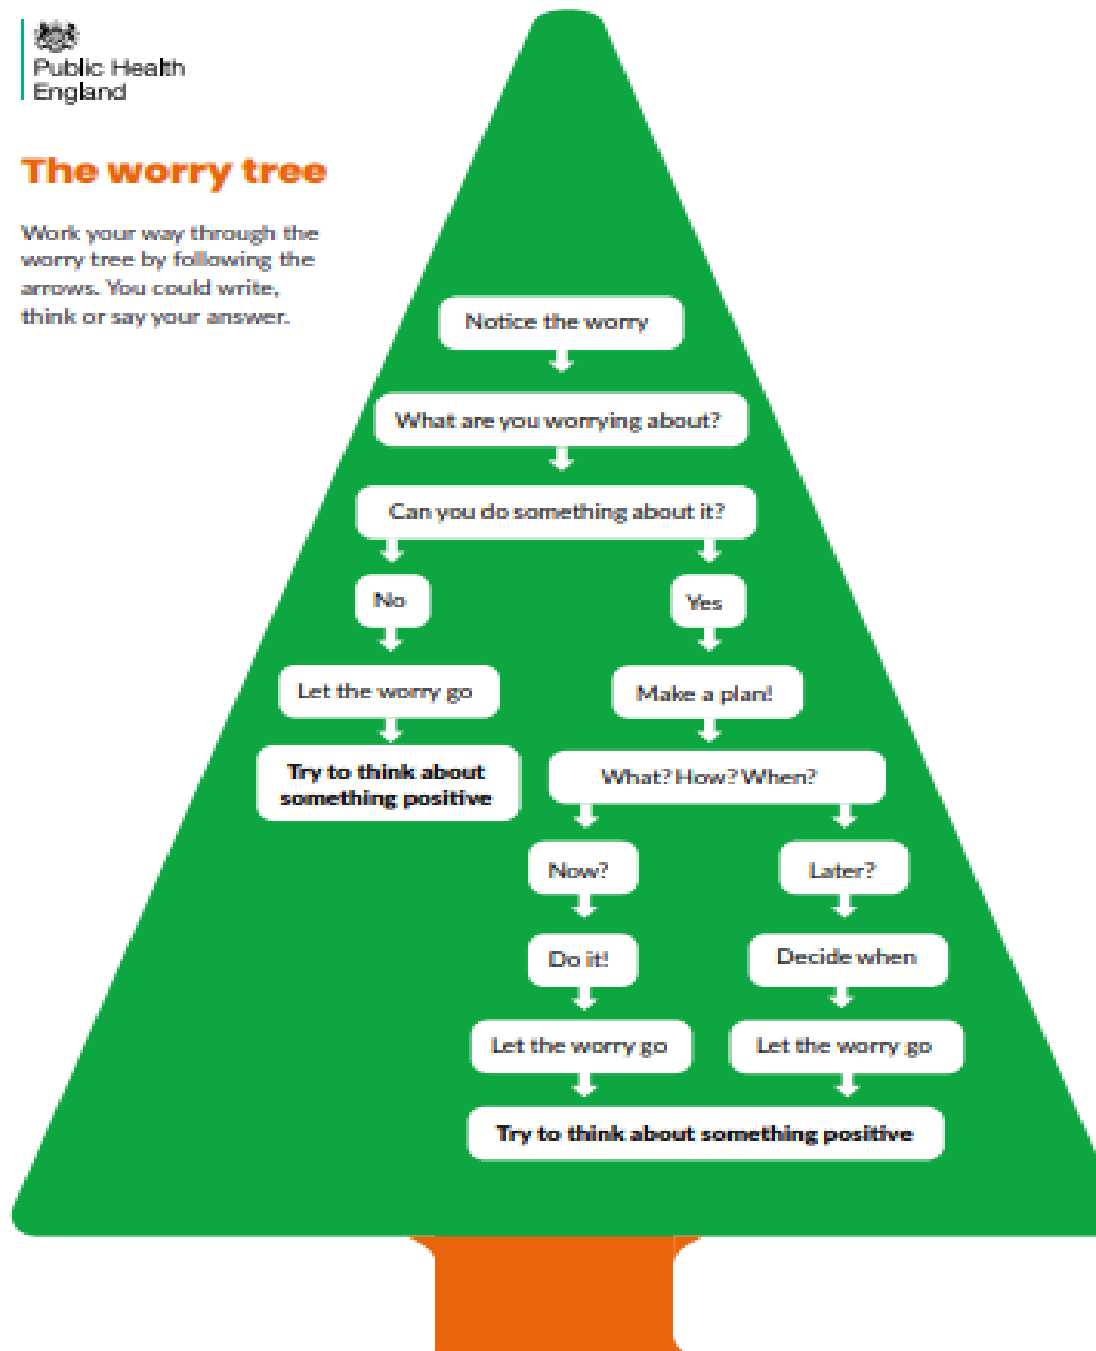 Public Health
England
The worry tree
Work your way through the
worry tree by following the
arrows. You could write,
think or say your answer.
Notice the worry
What are you worrying about?
Can you do something about it?
No
Yes
Let the worry go
Make a plan!
Try to think about
something positive
What? How? When?
Now?
Later?
Do it!
Decide when
Let the worry go
Let the worry go
Try to think about something positive